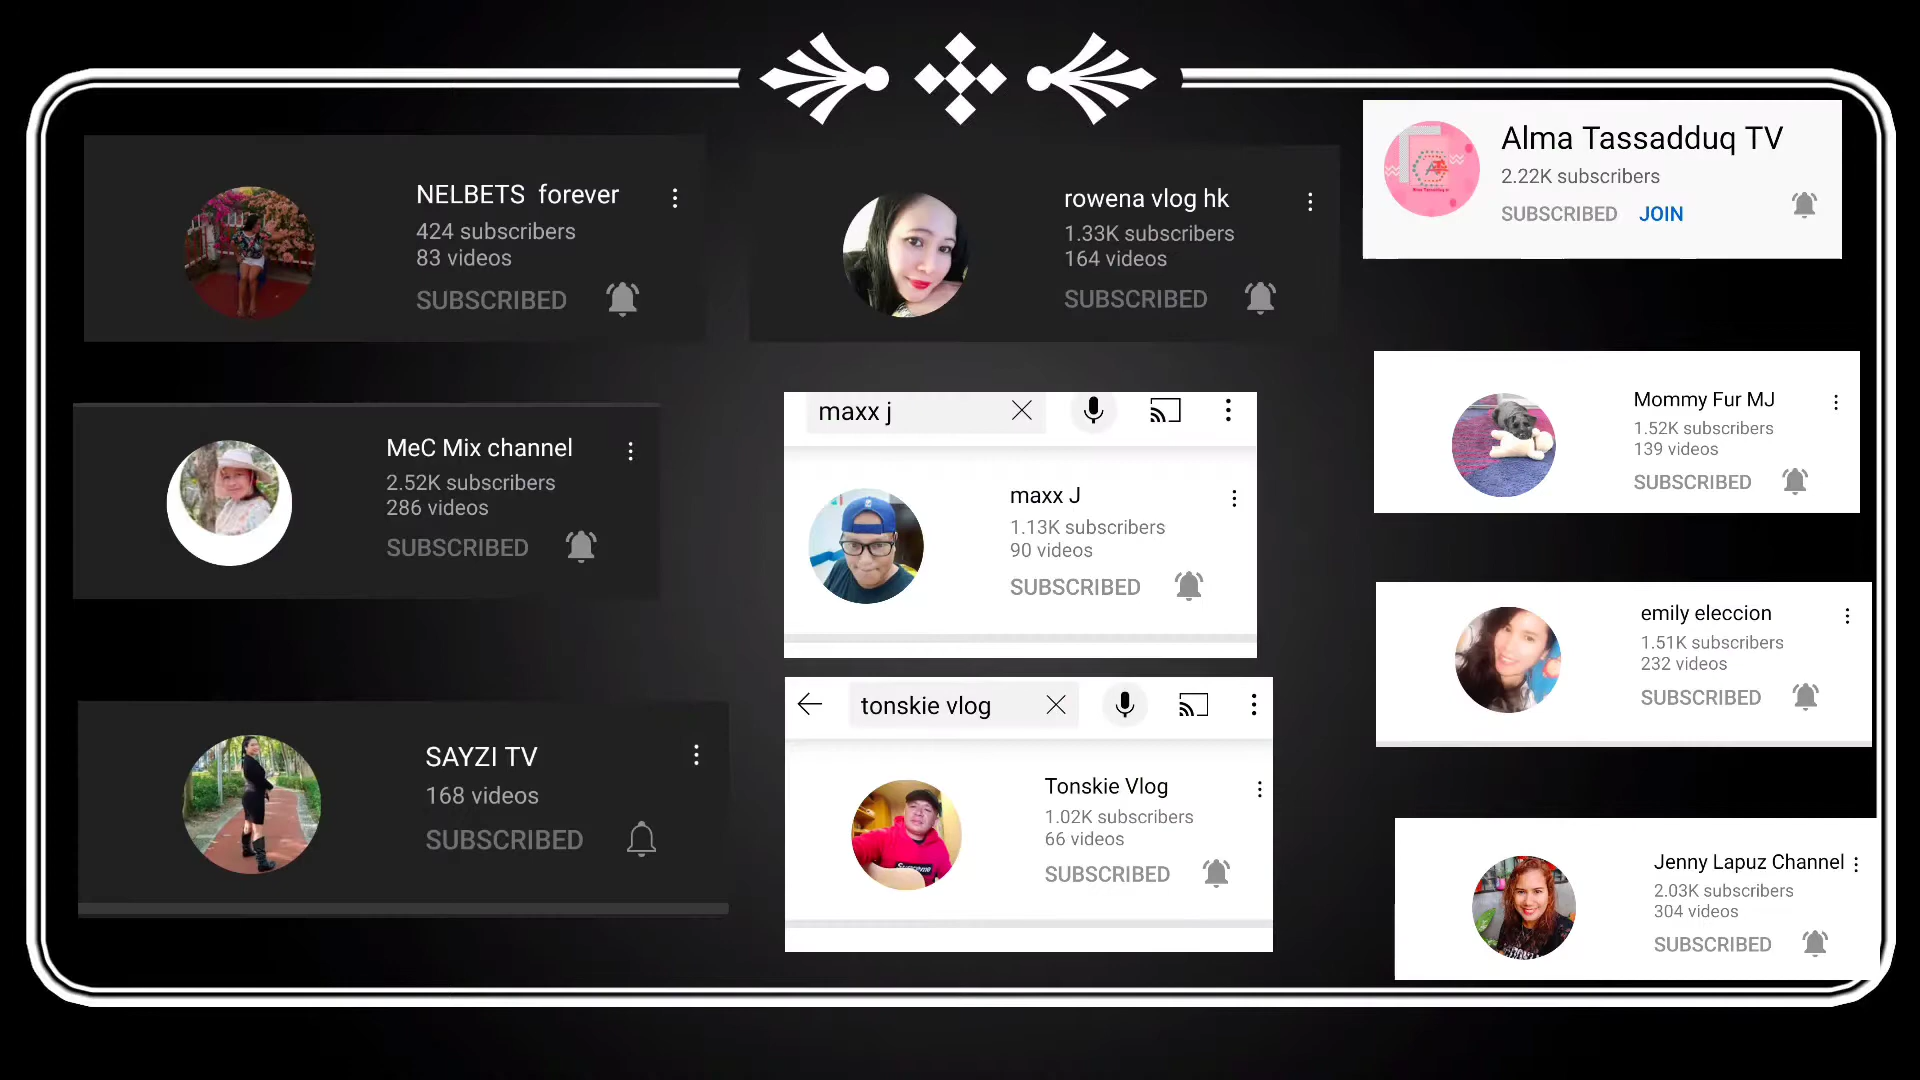 NELBETS forever
424 subscribers
83 videos
SUBSCRIBED
rowena vlog hk
1.33K subscribers
164 videos
SUBSCRIBED
Alma Tassadduq TV
2.22K subscribers
SUBSCRIBED JOIN
MeC Mix channel
2.52K subscribers
286 videos
SUBSCRIBED
maxx j
maxx J
1.13K subscribers
90 videos
SUBSCRIBED
Mommy Fur MJ
1.52K subscribers
139 videos
SUBSCRIBED
emily eleccion
1.51K subscribers
232 videos
SUBSCRIBED
SAYZI TV
168 videos
SUBSCRIBED
tonskie vlog
Tonskie Vlog
1.02K subscribers
66 videos
SUBSCRIBED
Jenny Lapuz Channel
2.03K subscribers
304 videos
SUBSCRIBED